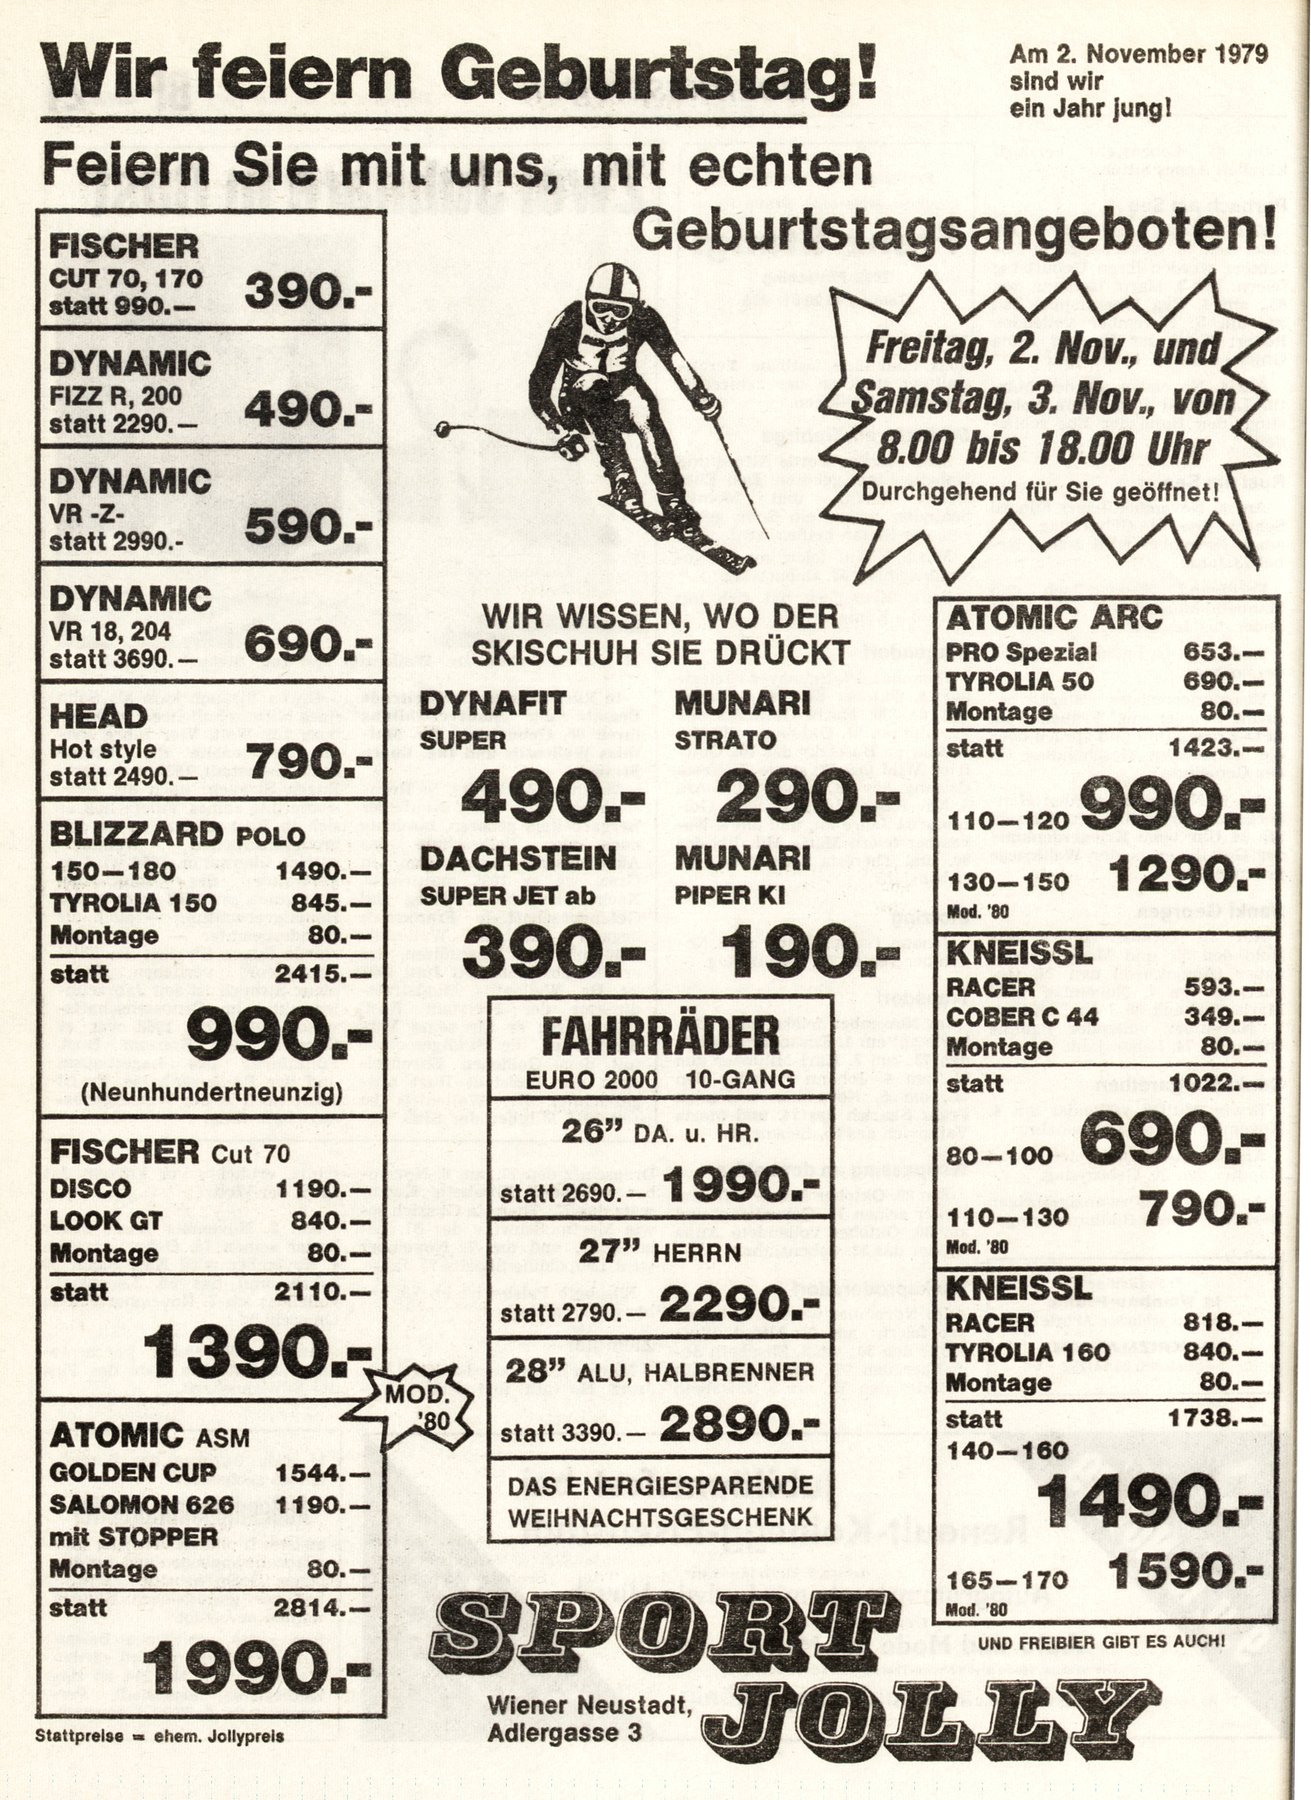 Wir feiern Geburtstag!
Am 2. November 1979
sind wir
ein Jahr jung!
Feiern Sie mit uns, mit echten
Geburtstagsangeboten!
FISCHER
CUT 70, 170
statt 990.—
390.-
DYNAMIC
FIZZ R, 200
statt 2290.—
490.-
DYNAMIC
VR -Z-
statt 2990.-
590.-
DYNAMIC
VR 18, 204
statt 3690.—
690.-
HEAD
Hot style
statt 2490.—
790.-
BLIZZARD POLO
150—180 1490.—
TYROLIA 150 845.—
Montage 80.—
statt 2415.—
990.-
(Neunhundertneunzig)
FISCHER Cut 70
DISCO 1190.—
LOOK GT 840.—
Montage 80.—
statt 2110.—
1390.-
MOD.
'80
ATOMIC ASM
GOLDEN CUP 1544.—
SALOMON 626 1190.—
mit STOPPER
Montage 80.—
statt 2814.—
1990.-
Stattpreise = ehem. Jollypreis
Freitag, 2. Nov., und
Samstag, 3. Nov., von
8.00 bis 18.00 Uhr
Durchgehend für Sie geöffnet!
WIR WISSEN, WO DER
SKISCHUH SIE DRÜCKT
DYNAFIT
SUPER
490.-
MUNARI
STRATO
290.-
DACHSTEIN
SUPER JET ab
390.-
MUNARI
PIPER KI
190.-
FAHRRÄDER
EURO 2000 10-GANG
26” DA. u. HR.
statt 2690.— 1990.-
27” HERRN
statt 2790.— 2290.-
28” ALU, HALBRENNER
statt 3390.— 2890.-
DAS ENERGIESPARENDE
WEIHNACHTSGESCHENK
ATOMIC ARC
PRO Spezial 653.—
TYROLIA 50 690.—
Montage 80.—
statt 1423.—
110—120 990.-
130—150 1290.-
Mod. '80
KNEISSL
RACER 593.—
COBER C 44 349.—
Montage 80.—
statt 1022.—
80—100 690.-
110—130 790.-
Mod. '80
KNEISSL
RACER 818.—
TYROLIA 160 840.—
Montage 80.—
statt 1738.—
140—160
1490.-
165—170 1590.-
Mod. '80
UND FREIBIER GIBT ES AUCH!
SPORT
JOLLY
Wiener Neustadt,
Adlergasse 3